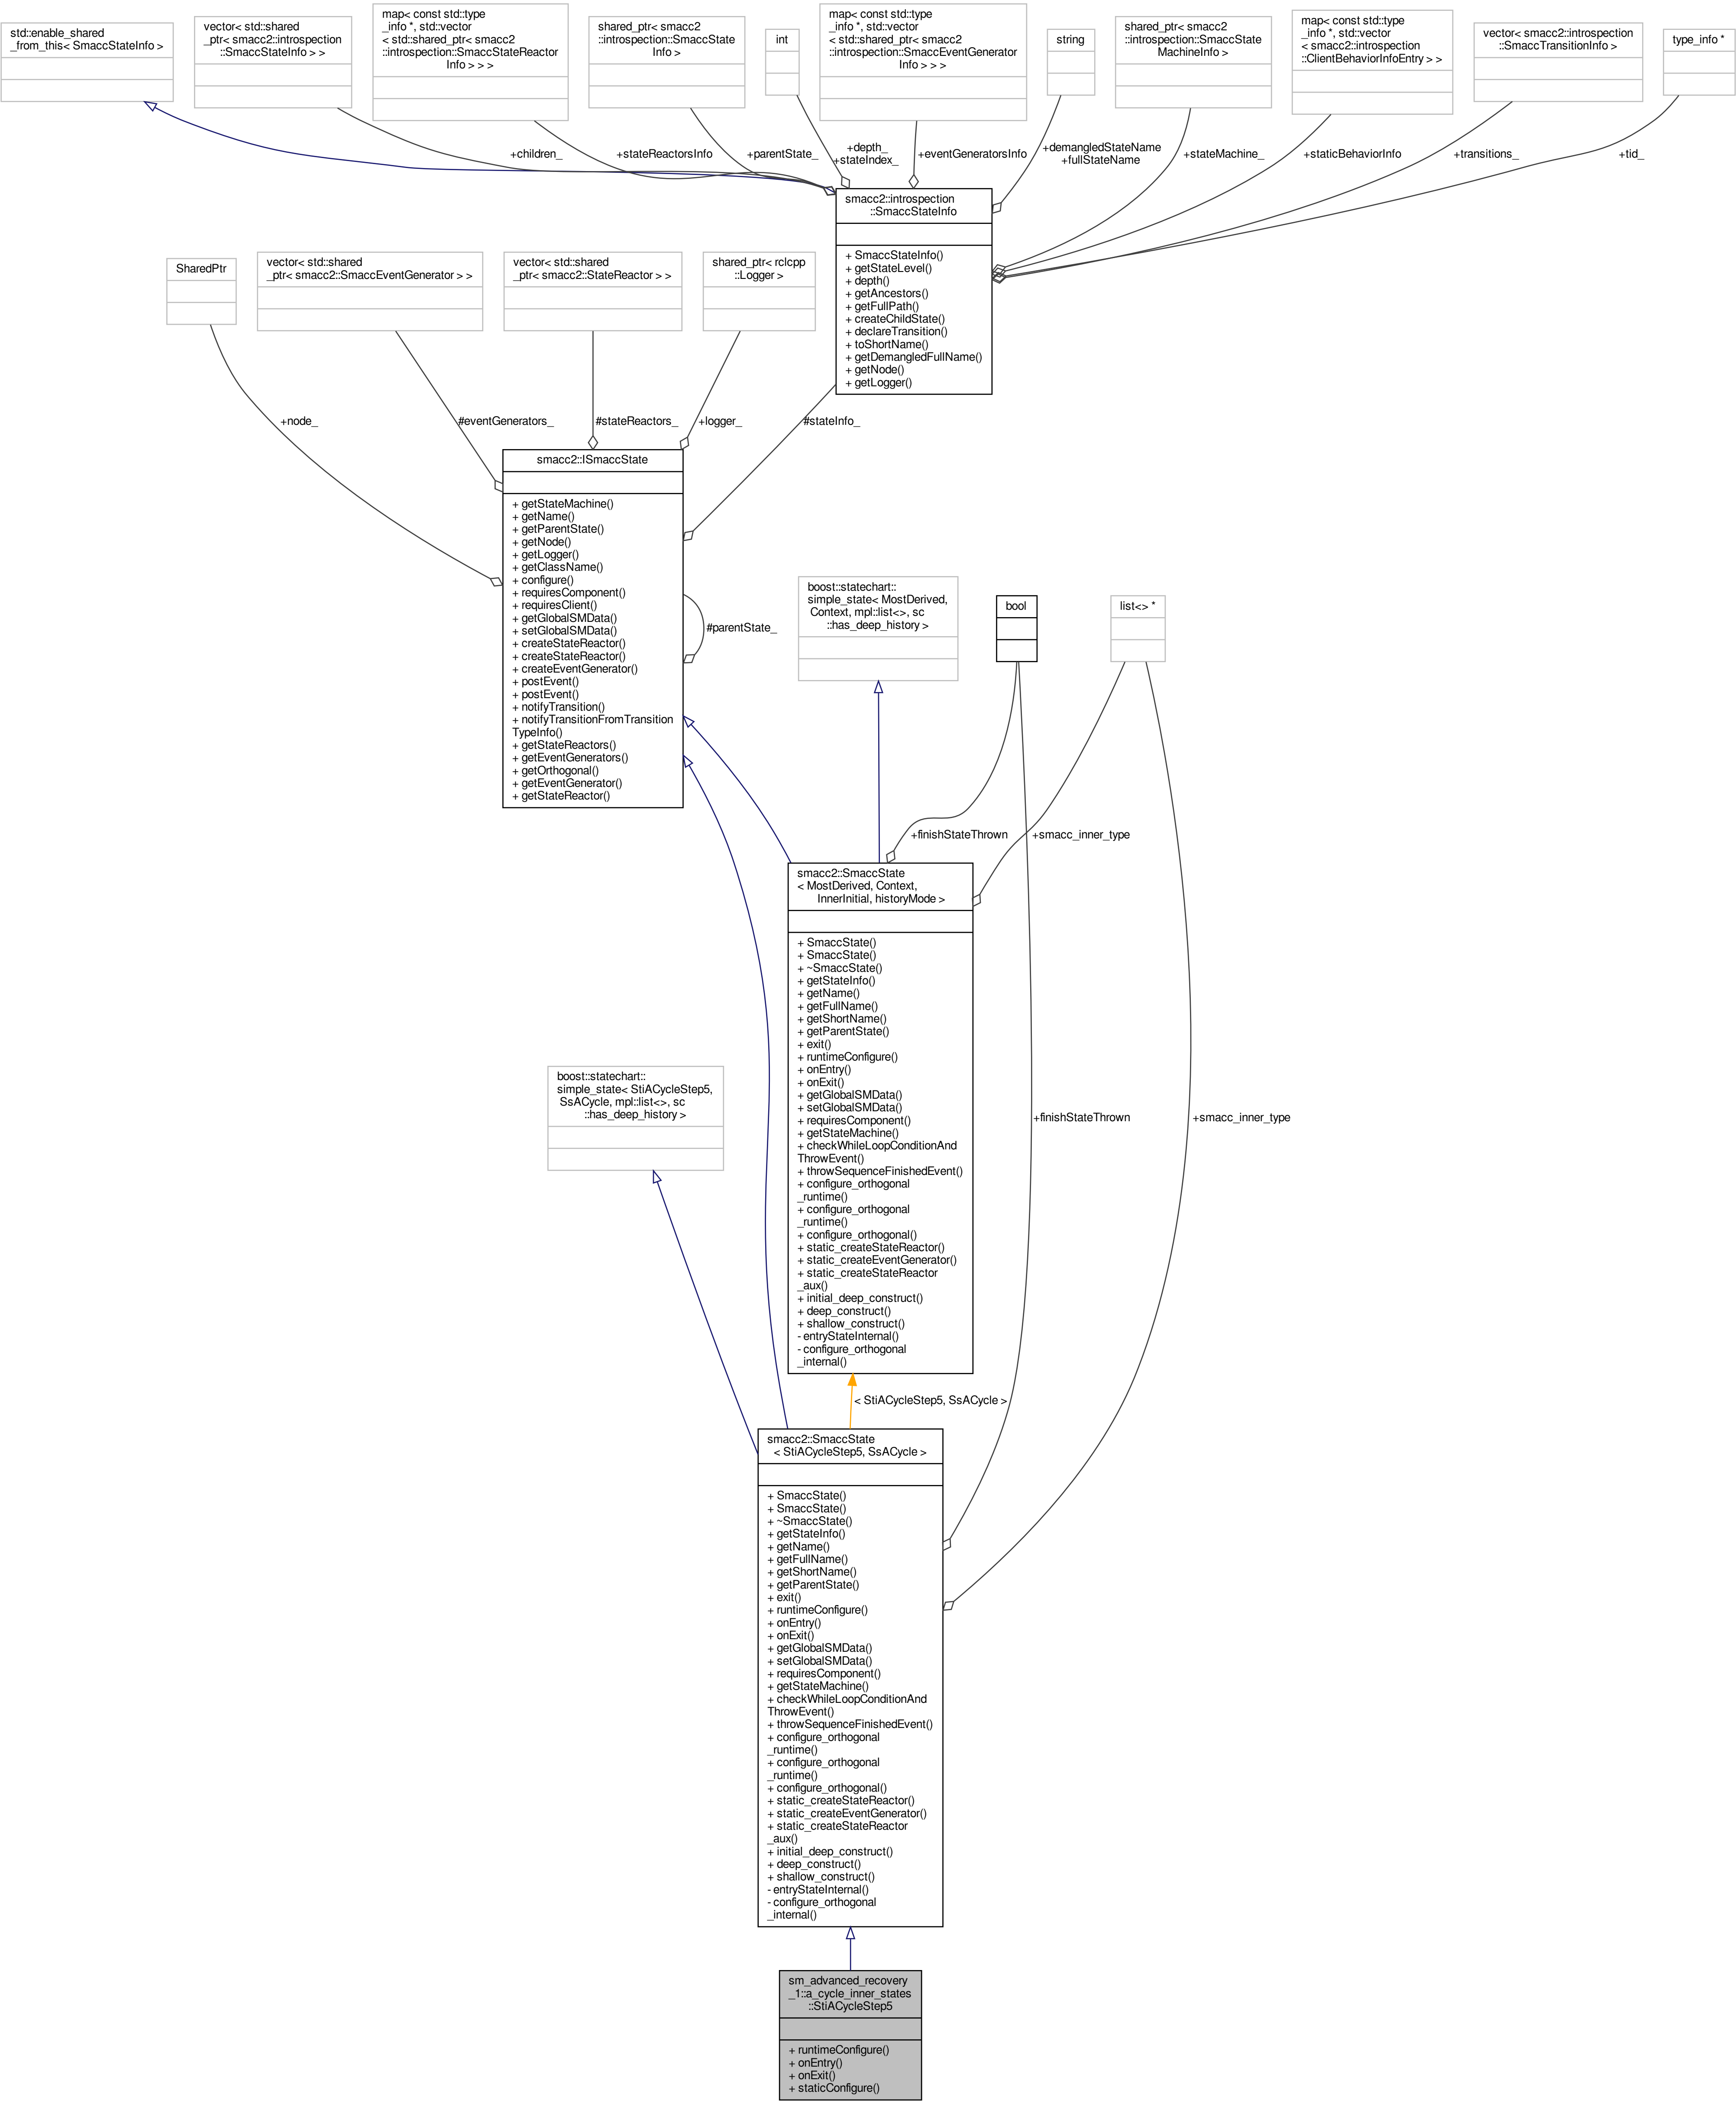 std::enable_shared
_from_this< SmaccStateInfo >
vector< std::shared
_ptr< smacc2::introspection
::SmaccStateInfo > >
map< const std::type
_info *, std::vector
< std::shared_ptr< smacc2
::introspection::SmaccStateReactor
Info > > >
shared_ptr< smacc2
::introspection::SmaccState
Info >
int
map< const std::type
_info *, std::vector
< std::shared_ptr< smacc2
::introspection::SmaccEventGenerator
Info > > >
string
shared_ptr< smacc2
::introspection::SmaccState
MachineInfo >
map< const std::type
_info *, std::vector
< smacc2::introspection
::ClientBehaviorInfoEntry > >
vector< smacc2::introspection
::SmaccTransitionInfo >
type_info *
+children_
+stateReactorsInfo
+parentState_
+depth_
+stateIndex_
+eventGeneratorsInfo
+demangledStateName
+fullStateName
+stateMachine_
+staticBehaviorInfo
+transitions_
+tid_
smacc2::introspection
::SmaccStateInfo
+ SmaccStateInfo()
+ getStateLevel()
+ depth()
+ getAncestors()
+ getFullPath()
+ createChildState()
+ declareTransition()
+ toShortName()
+ getDemangledFullName()
+ getNode()
+ getLogger()
SharedPtr
vector< std::shared
_ptr< smacc2::SmaccEventGenerator > >
vector< std::shared
_ptr< smacc2::StateReactor > >
shared_ptr< rclcpp
::Logger >
+node_
#eventGenerators_
#stateReactors_
+logger_
#stateInfo_
smacc2::ISmaccState
+ getStateMachine()
+ getName()
+ getParentState()
+ getNode()
+ getLogger()
+ getClassName()
+ configure()
+ requiresComponent()
+ requiresClient()
+ getGlobalSMData()
+ setGlobalSMData()
+ createStateReactor()
+ createStateReactor()
+ createEventGenerator()
+ postEvent()
+ postEvent()
+ notifyTransition()
+ notifyTransitionFromTransition
TypeInfo()
+ getStateReactors()
+ getEventGenerators()
+ getOrthogonal()
+ getEventGenerator()
+ getStateReactor()
#parentState_
boost::statechart::
simple_state< MostDerived,
Context, mpl::list<>, sc
::has_deep_history >
bool
list<> *
+finishStateThrown
+smacc_inner_type
smacc2::SmaccState
< MostDerived, Context,
InnerInitial, historyMode >
+ SmaccState()
+ SmaccState()
+ ~SmaccState()
+ getStateInfo()
+ getName()
+ getFullName()
+ getShortName()
+ getParentState()
+ exit()
+ runtimeConfigure()
+ onEntry()
+ onExit()
+ getGlobalSMData()
+ setGlobalSMData()
+ requiresComponent()
+ getStateMachine()
+ checkWhileLoopConditionAnd
ThrowEvent()
+ throwSequenceFinishedEvent()
+ configure_orthogonal
_runtime()
+ configure_orthogonal
_runtime()
+ configure_orthogonal()
+ static_createStateReactor()
+ static_createEventGenerator()
+ static_createStateReactor
_aux()
+ initial_deep_construct()
+ deep_construct()
+ shallow_construct()
- entryStateInternal()
- configure_orthogonal
_internal()
boost::statechart::
simple_state< StiACycleStep5,
SsACycle, mpl::list<>, sc
::has_deep_history >
+finishStateThrown
+smacc_inner_type
< StiACycleStep5, SsACycle >
smacc2::SmaccState
< StiACycleStep5, SsACycle >
+ SmaccState()
+ SmaccState()
+ ~SmaccState()
+ getStateInfo()
+ getName()
+ getFullName()
+ getShortName()
+ getParentState()
+ exit()
+ runtimeConfigure()
+ onEntry()
+ onExit()
+ getGlobalSMData()
+ setGlobalSMData()
+ requiresComponent()
+ getStateMachine()
+ checkWhileLoopConditionAnd
ThrowEvent()
+ throwSequenceFinishedEvent()
+ configure_orthogonal
_runtime()
+ configure_orthogonal
_runtime()
+ configure_orthogonal()
+ static_createStateReactor()
+ static_createEventGenerator()
+ static_createStateReactor
_aux()
+ initial_deep_construct()
+ deep_construct()
+ shallow_construct()
- entryStateInternal()
- configure_orthogonal
_internal()
sm_advanced_recovery
_1::a_cycle_inner_states
::StiACycleStep5
+ runtimeConfigure()
+ onEntry()
+ onExit()
+ staticConfigure()